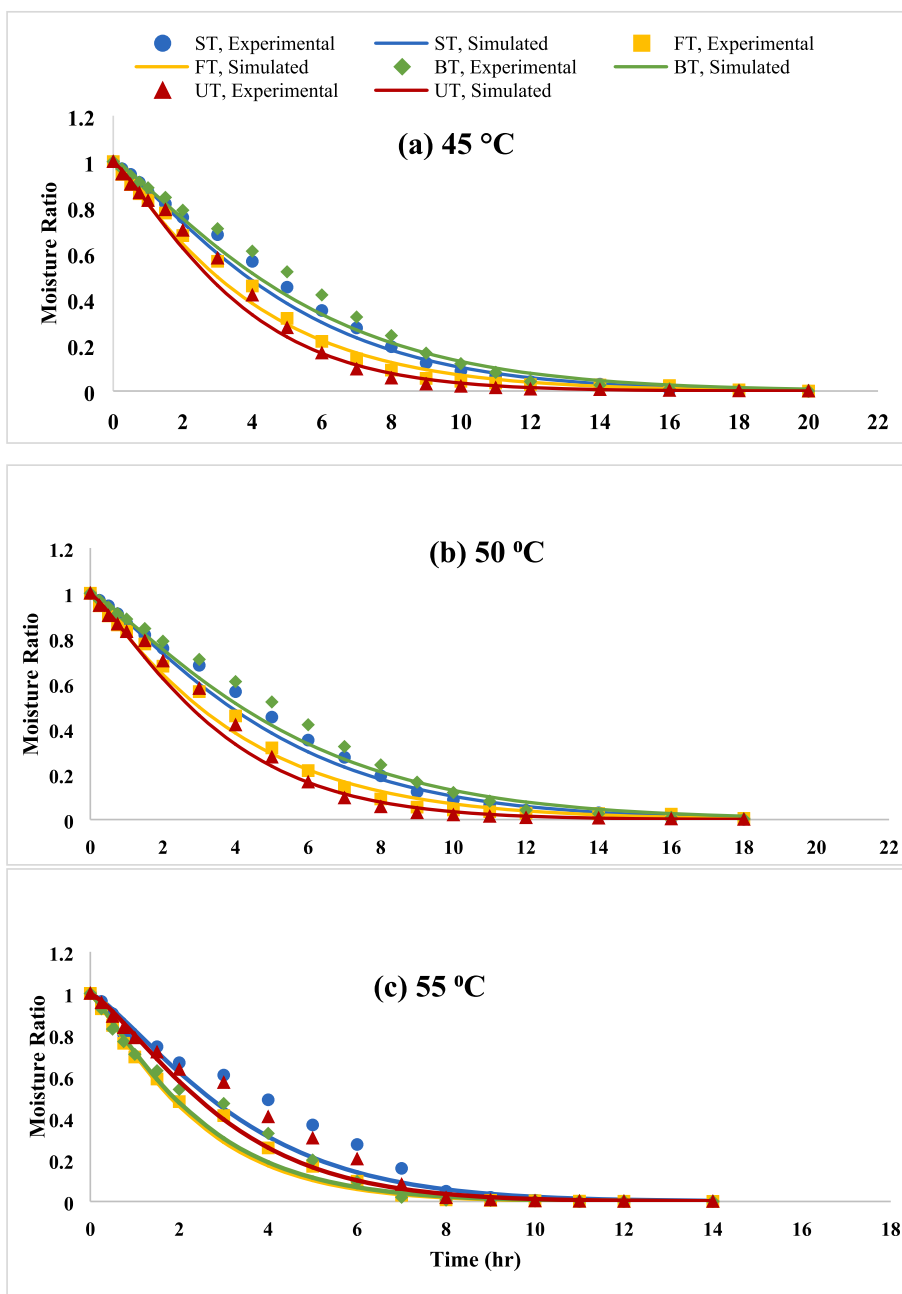 ST, Experimental ST, Simulated FT, Experimental
FT, Simulated BT, Experimental BT, Simulated
UT, Experimental UT, Simulated
(a) 45 °C
1.2
1
0.8
0.6
0.4
0.2
0
Moisture Ratio
0 2 4 6 8 10 12 14 16 18 20 22
(b) 50 ⁰C
1.2
1
0.8
0.6
0.4
0.2
0
Moisture Ratio
0 2 4 6 8 10 12 14 16 18 20 22
(c) 55 ⁰C
1.2
1
0.8
0.6
0.4
0.2
0
Moisture Ratio
0 2 4 6 8 10 12 14 16 18
Time (hr)